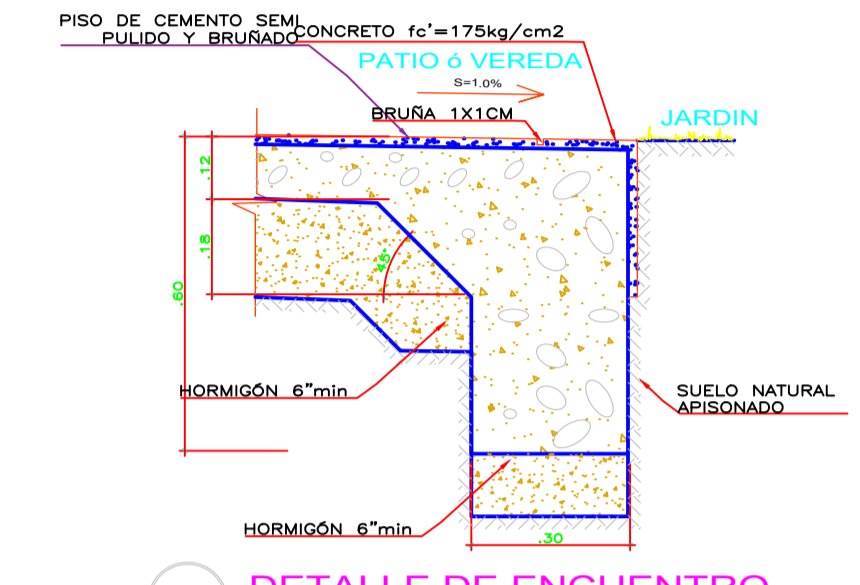 PISO DE CEMENTO SEMI
PULIDO Y BRUÑADO
CONCRETO fc'=175kg/cm2
PATIO ó VEREDA
S=1.0%
BRUÑA 1X1CM
JARDIN
.12
.18
.60
45°
HORMIGÓN 6"min
SUELO NATURAL
APISONADO
HORMIGÓN 6"min
.30
DETALLE DE ENCUENTRO